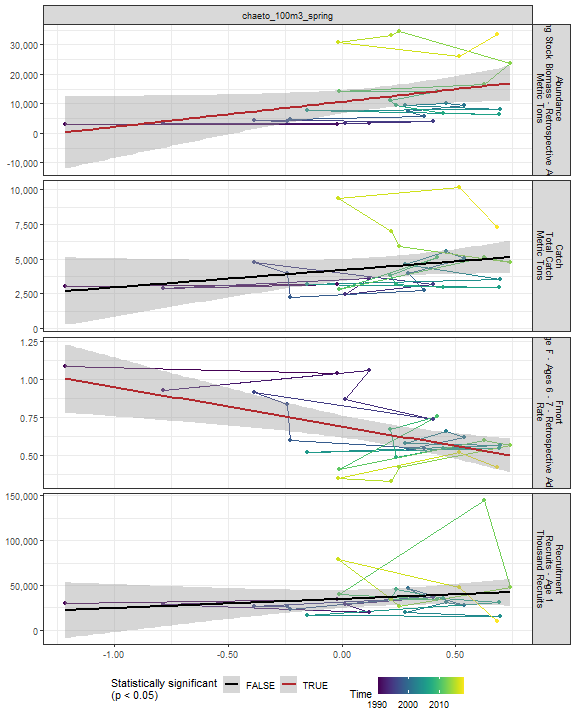 chaeto_100m3_spring
30,000
20,000
10,000
0
-10,000
Abundance
ng Stock Biomass - Retrospective A
Metric Tons
10,000
7,500
5,000
2,500
0
Catch
Total Catch
Metric Tons
1.25
1.00
0.75
0.50
Fmort
e F - Ages 6 - 7 - Retrospective Ad
Rate
150,000
100,000
50,000
0
Recruitment
Recruits - Age 1
Thousand Recruits
-1.00
-0.50
0.00
0.50
Statistically significant
(p < 0.05)
FALSE
TRUE
Time
1990
2000
2010